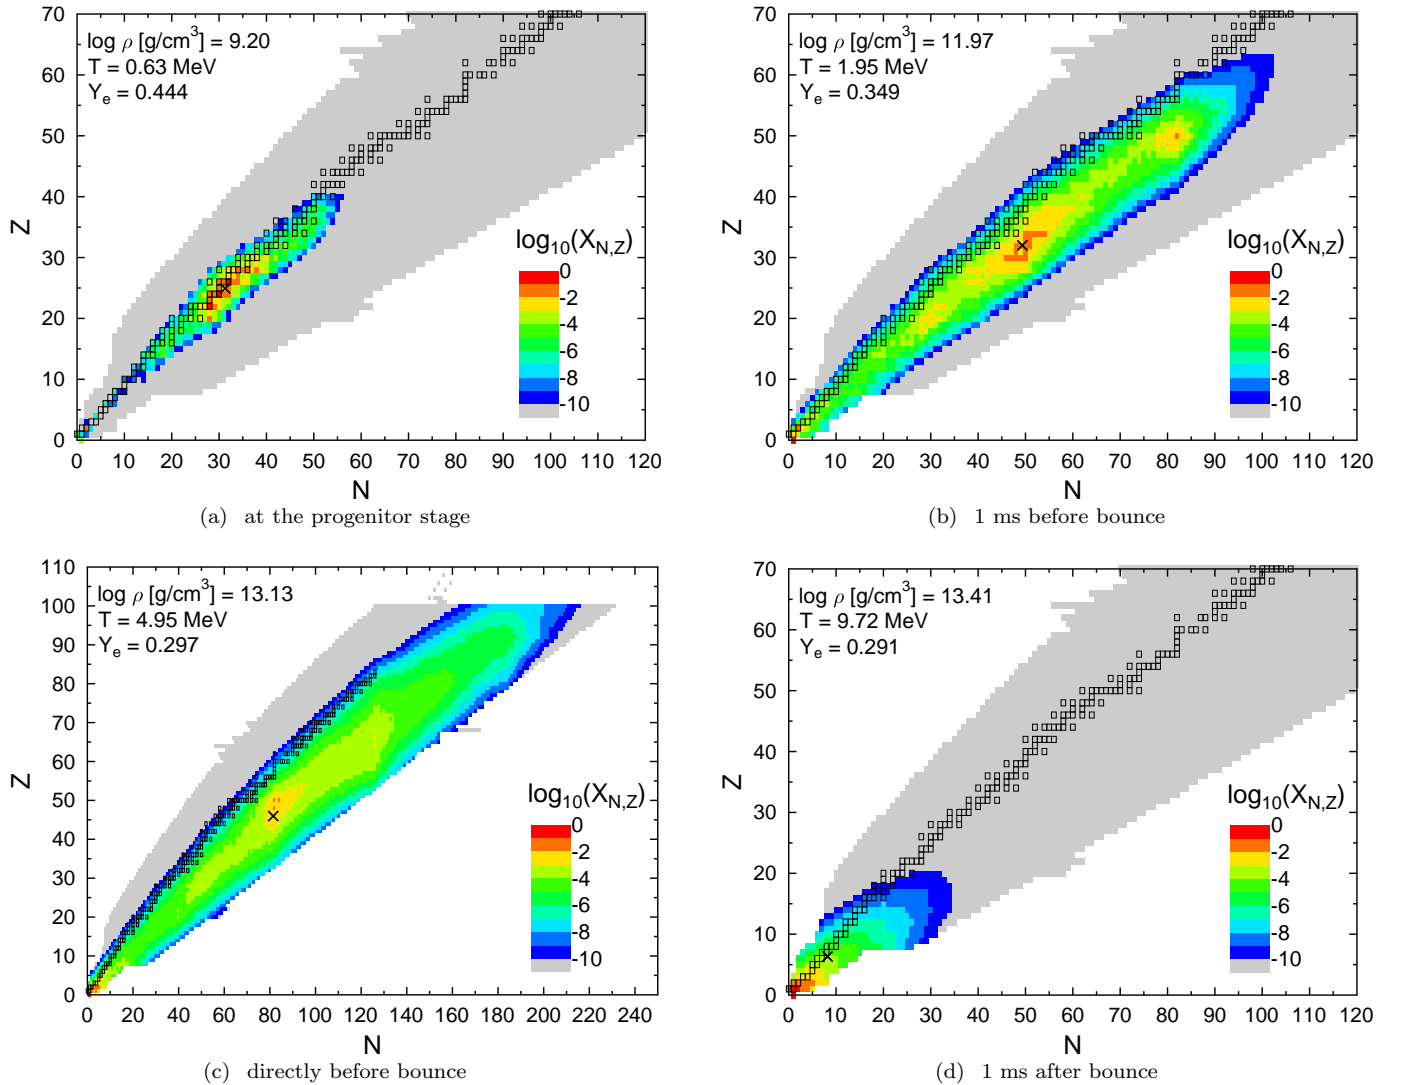 log ρ [g/cm³] = 9.20
T = 0.63 MeV
Yₑ = 0.444
70
60
50
40
30
20
10
0
Z
log₁₀(X_N,Z)
0
-2
-4
-6
-8
-10
0 10 20 30 40 50 60 70 80 90 100 110 120
N
(a) at the progenitor stage
log ρ [g/cm³] = 11.97
T = 1.95 MeV
Yₑ = 0.349
70
60
50
40
30
20
10
0
Z
log₁₀(X_N,Z)
0
-2
-4
-6
-8
-10
0 10 20 30 40 50 60 70 80 90 100 110 120
N
(b) 1 ms before bounce
log ρ [g/cm³] = 13.13
T = 4.95 MeV
Yₑ = 0.297
110
100
90
80
70
60
50
40
30
20
10
0
Z
log₁₀(X_N,Z)
0
-2
-4
-6
-8
-10
0 20 40 60 80 100 120 140 160 180 200 220 240
N
(c) directly before bounce
log ρ [g/cm³] = 13.41
T = 9.72 MeV
Yₑ = 0.291
70
60
50
40
30
20
10
0
Z
log₁₀(X_N,Z)
0
-2
-4
-6
-8
-10
0 10 20 30 40 50 60 70 80 90 100 110 120
N
(d) 1 ms after bounce